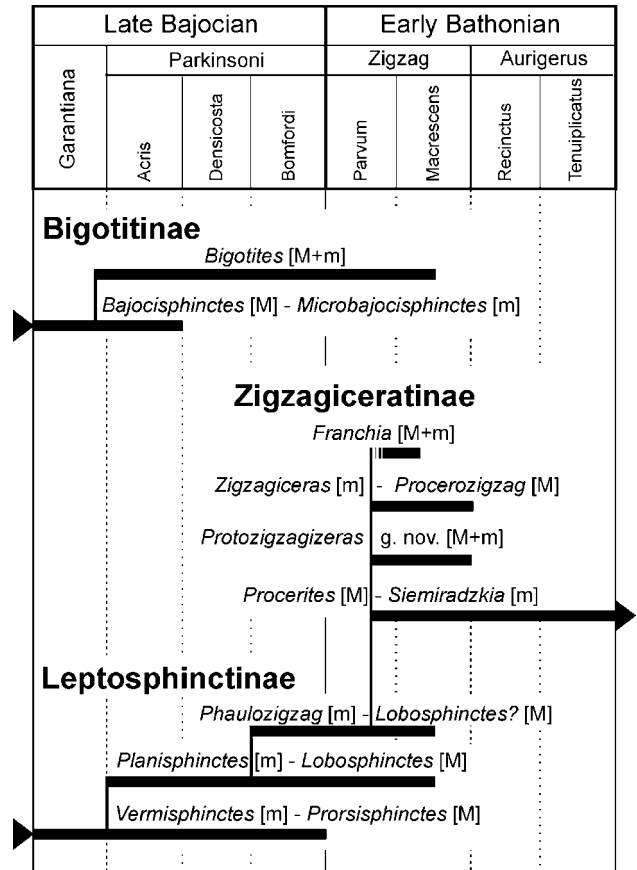 Late Bajocian Early Bathonian
Parkinsoni Zigzag Aurigerus
Garantiana Acris Densicosta Bomfordi Parvum Macrescens Recinctus Tenuiplicatus
Bigotitinae
Bigotites [M+m]
Bajocisphinctes [M] - Microbajocisphinctes [m]
Zigzagiceratinae
Franchia [M+m]
Zigzagiceras [m] - Procerozigzag [M]
Protozigzagizeras g. nov. [M+m]
Procerites [M] - Siemiradzkia [m]
Leptosphinctinae
Phaulozigzag [m] - Lobosphinctes? [M]
Planisphinctes [m] - Lobosphinctes [M]
Vermisphinctes [m] - Prorsisphinctes [M]